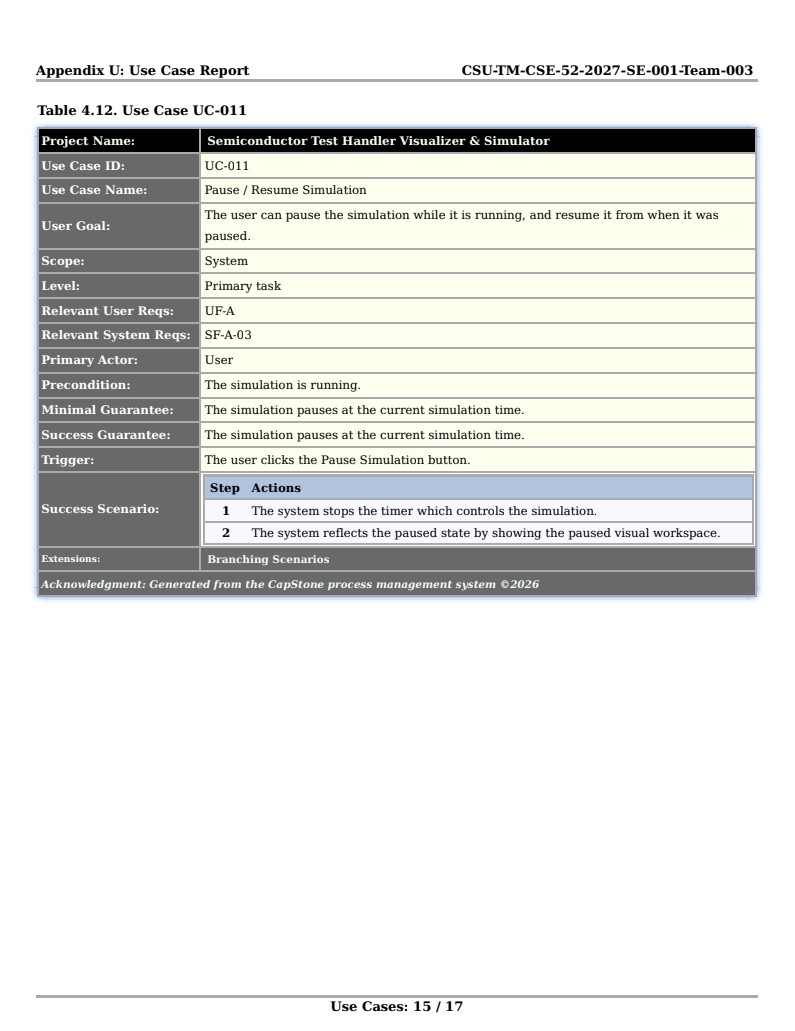 Appendix U: Use Case Report CSU-TM-CSE-52-2027-SE-001-Team-003
Table 4.12. Use Case UC-011
Project Name: Semiconductor Test Handler Visualizer & Simulator
Use Case ID: UC-011
Use Case Name: Pause / Resume Simulation
User Goal: The user can pause the simulation while it is running, and resume it from when it was
paused.
Scope: System
Level: Primary task
Relevant User Reqs: UF-A
Relevant System Reqs: SF-A-03
Primary Actor: User
Precondition: The simulation is running.
Minimal Guarantee: The simulation pauses at the current simulation time.
Success Guarantee: The simulation pauses at the current simulation time.
Trigger: The user clicks the Pause Simulation button.
Success Scenario:
Step Actions
1 The system stops the timer which controls the simulation.
2 The system reflects the paused state by showing the paused visual workspace.
Extensions: Branching Scenarios
Acknowledgment: Generated from the CapStone process management system ©2026
Use Cases: 15 / 17